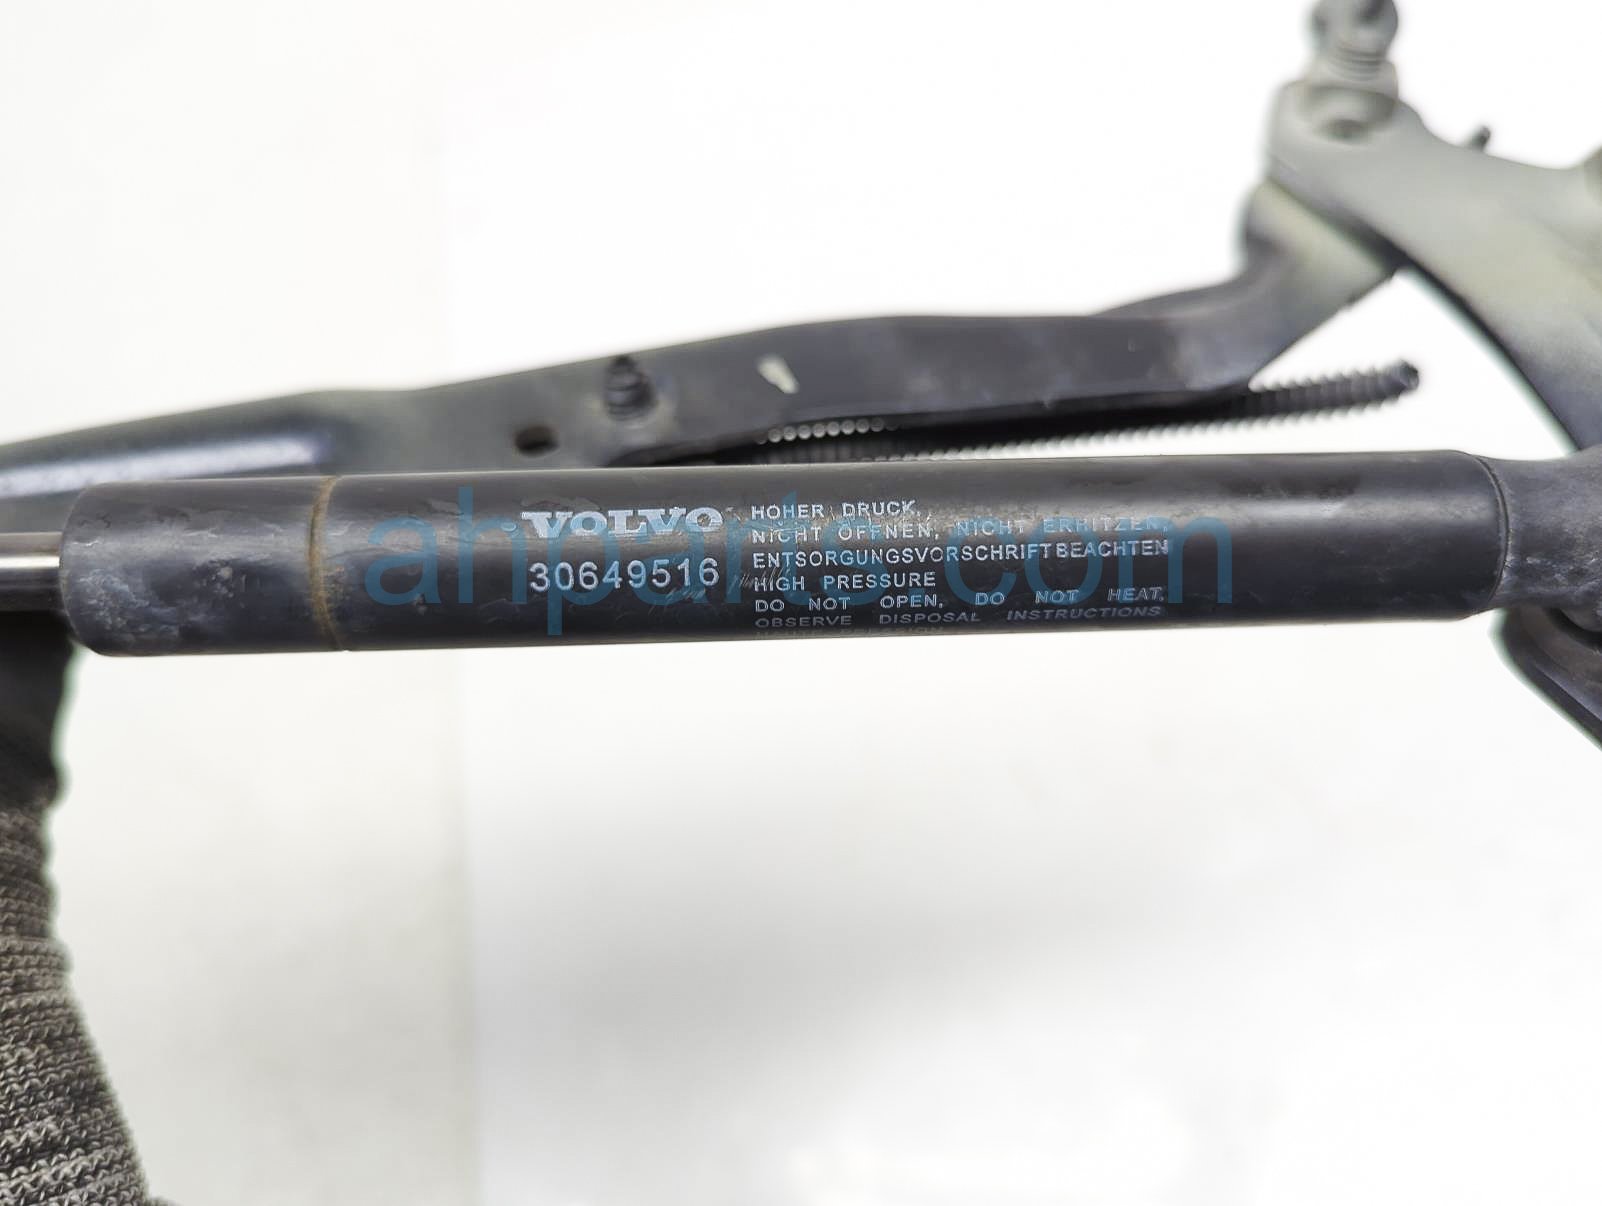 VOLVO
30649516
HOHER DRUCK.
NICHT ÖFFNEN, NICHT ERHITZEN,
ENTSORGUNGSVORSCHRIFT BEACHTEN
HIGH PRESSURE
DO NOT OPEN, DO NOT HEAT,
OBSERVE DISPOSAL INSTRUCTIONS
ahparts.com